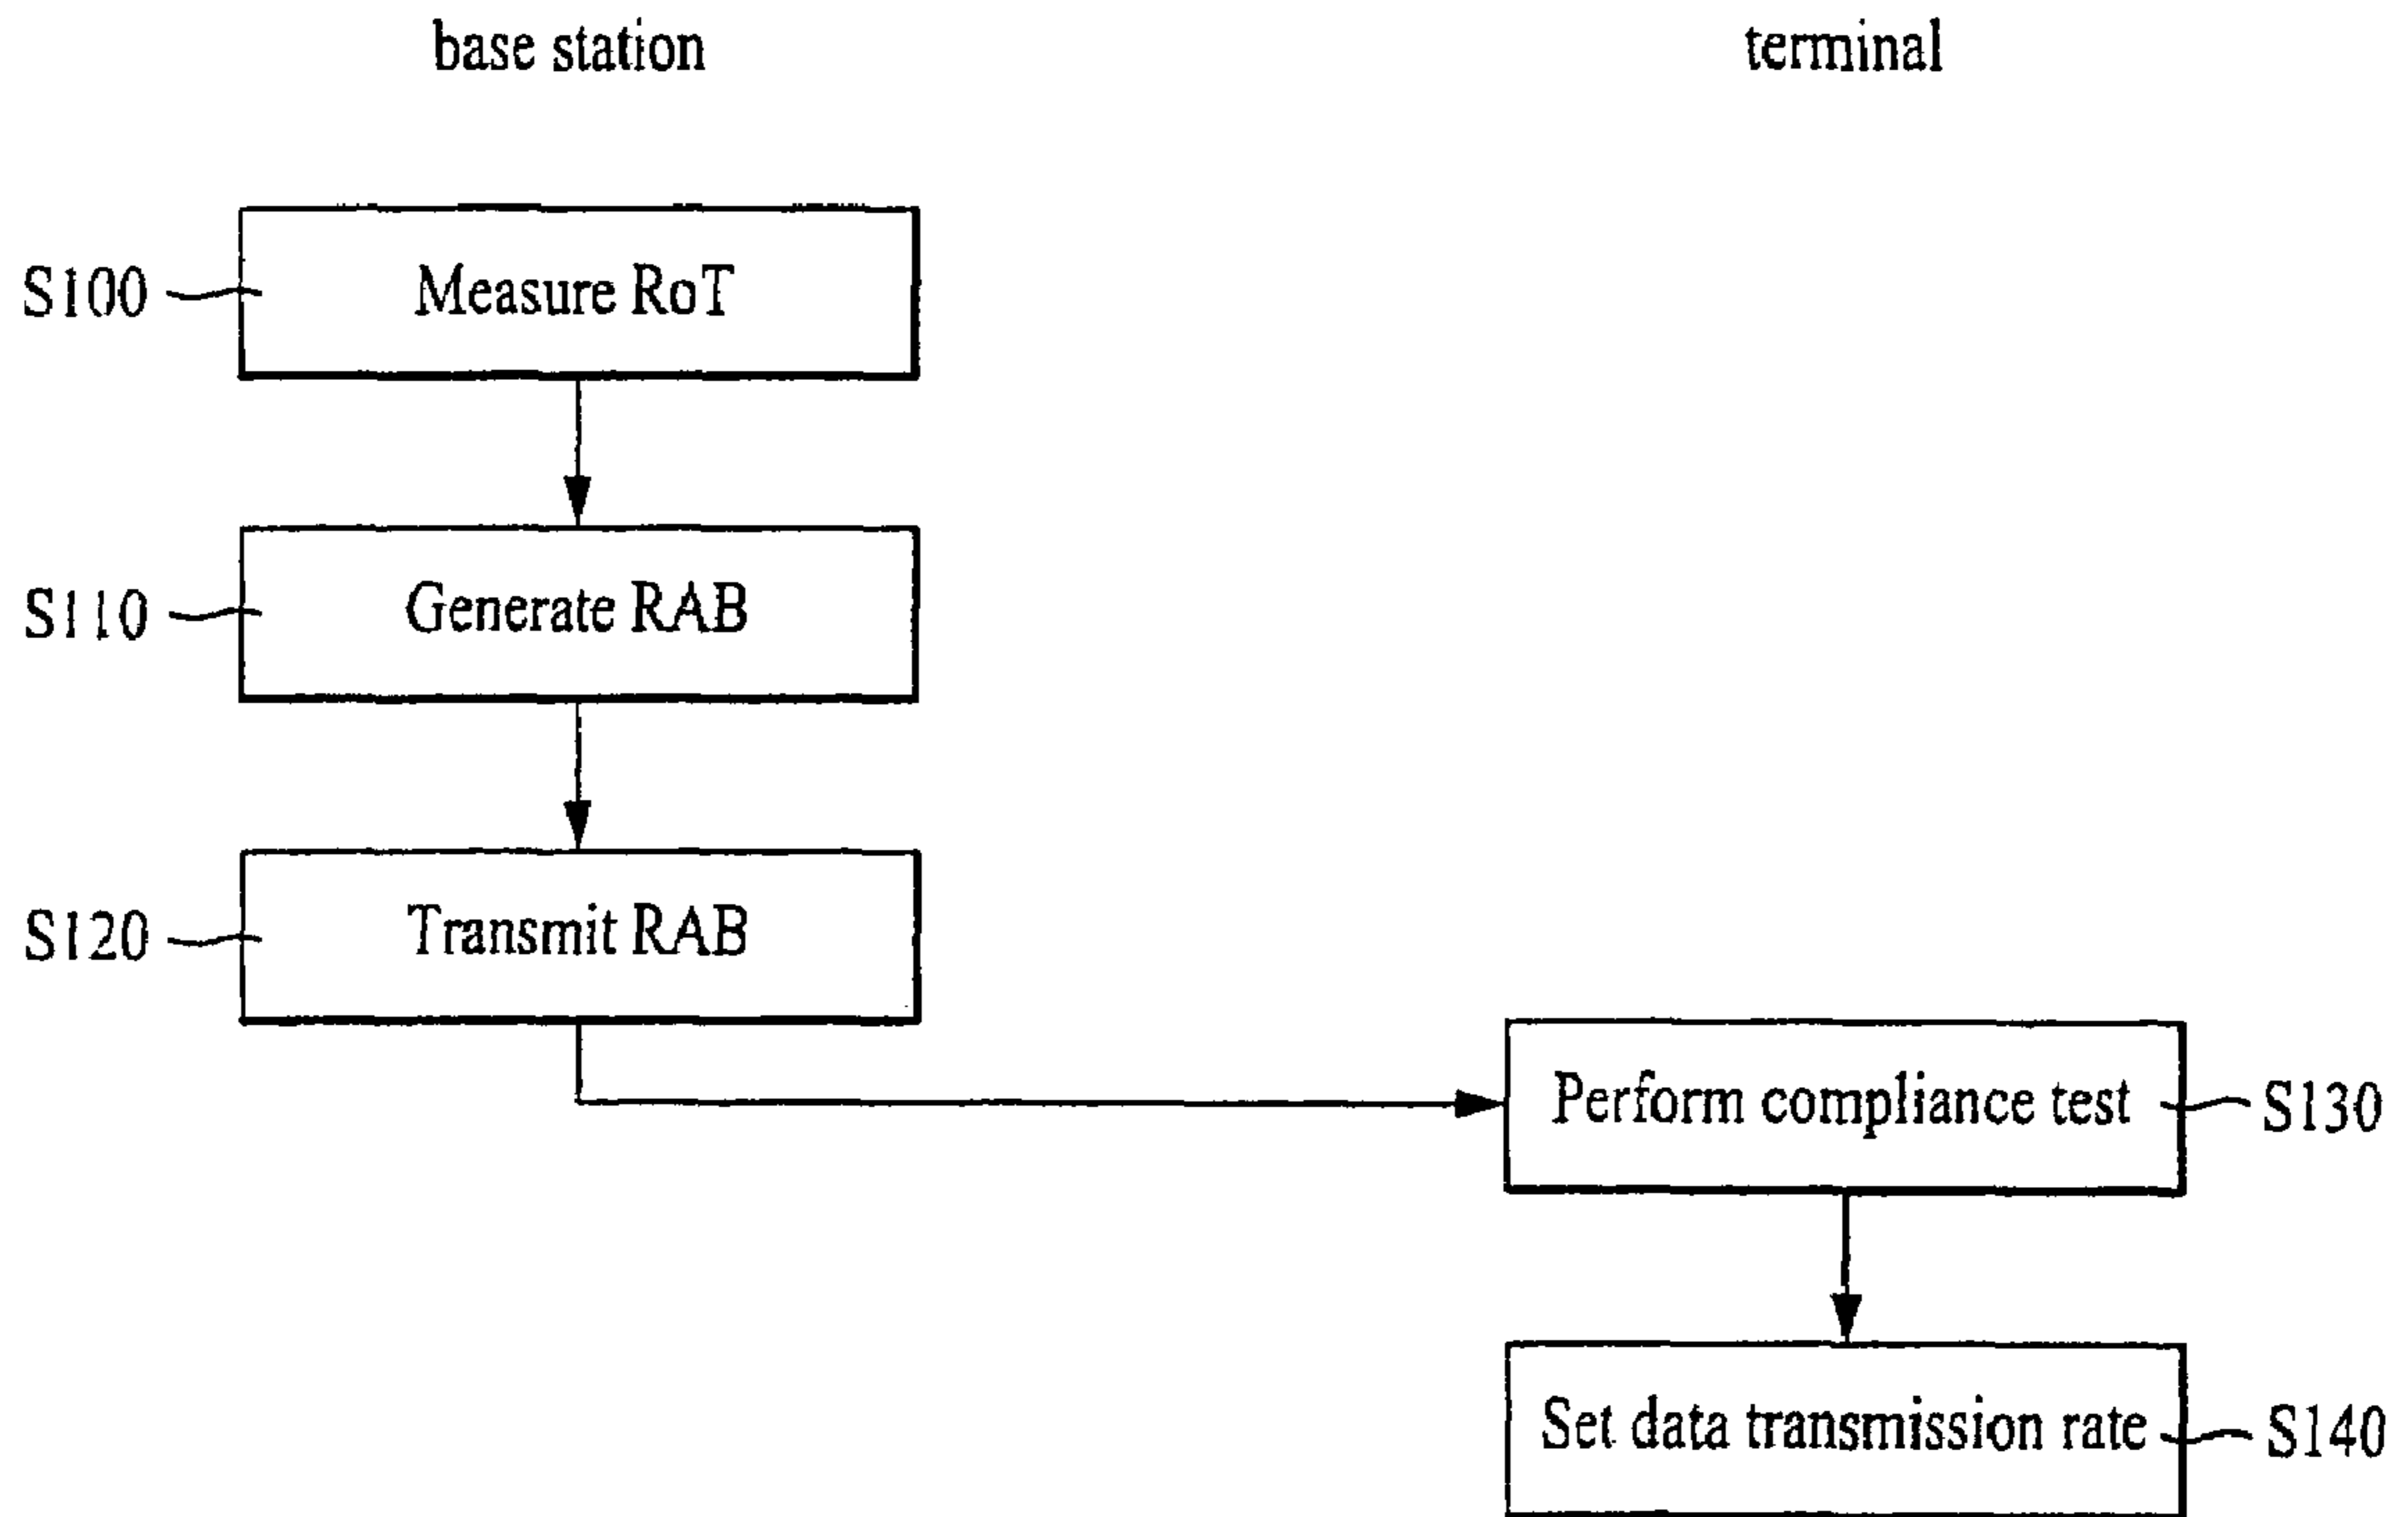 base station
terminal
S100
Measure RoT
S110
Generate RAB
S120
Transmit RAB
Perform compliance test
S130
Set data transmission rate
S140